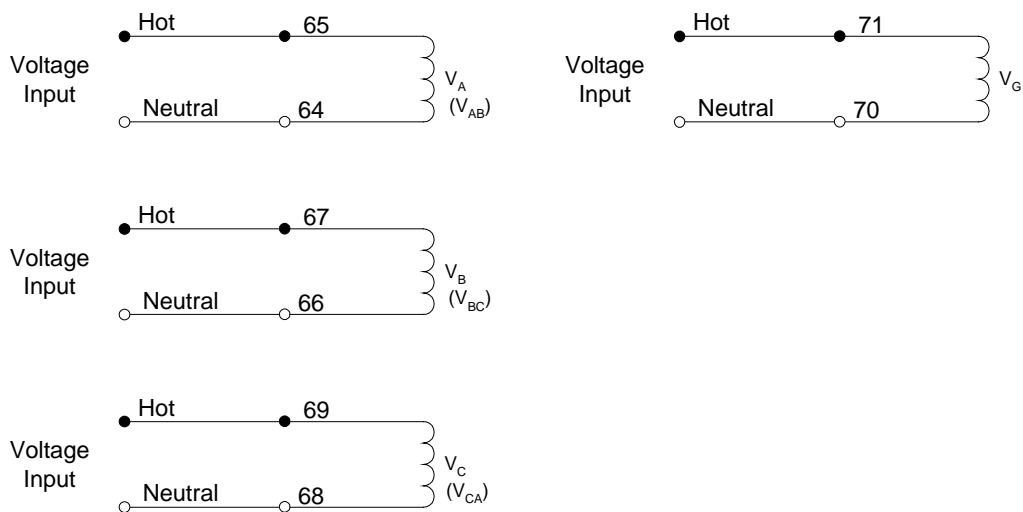 Hot 65
Voltage
Input
V_A
(V_AB)
Neutral 64
Hot 71
Voltage
Input
V_G
Neutral 70
Hot 67
Voltage
Input
V_B
(V_BC)
Neutral 66
Hot 69
Voltage
Input
V_C
(V_CA)
Neutral 68